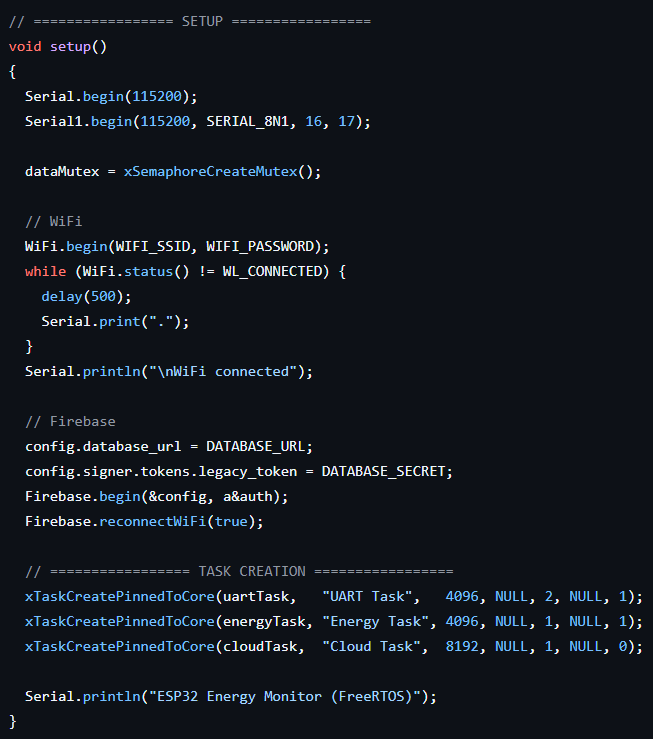 // ================= SETUP =================
void setup()
{
  Serial.begin(115200);
  Serial1.begin(115200, SERIAL_8N1, 16, 17);

  dataMutex = xSemaphoreCreateMutex();

  // WiFi
  WiFi.begin(WIFI_SSID, WIFI_PASSWORD);
  while (WiFi.status() != WL_CONNECTED) {
    delay(500);
    Serial.print(".");
  }
  Serial.println("\nWiFi connected");

  // Firebase
  config.database_url = DATABASE_URL;
  config.signer.tokens.legacy_token = DATABASE_SECRET;
  Firebase.begin(&config, a&auth);
  Firebase.reconnectWiFi(true);

  // ================= TASK CREATION =================
  xTaskCreatePinnedToCore(uartTask,   "UART Task",   4096, NULL, 2, NULL, 1);
  xTaskCreatePinnedToCore(energyTask, "Energy Task", 4096, NULL, 1, NULL, 1);
  xTaskCreatePinnedToCore(cloudTask,  "Cloud Task",  8192, NULL, 1, NULL, 0);

  Serial.println("ESP32 Energy Monitor (FreeRTOS)");
}